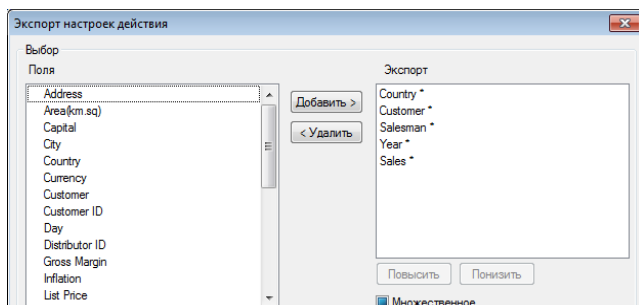 Экспорт настроек действия
Выбор
Поля
Address
Area(km.sq)
Capital
City
Country
Currency
Customer
Customer ID
Day
Distributor ID
Gross Margin
Inflation
List Price
Добавить >
< Удалить
Экспорт
Country *
Customer *
Salesman *
Year *
Sales *
Повысить
Понизить
Множественное